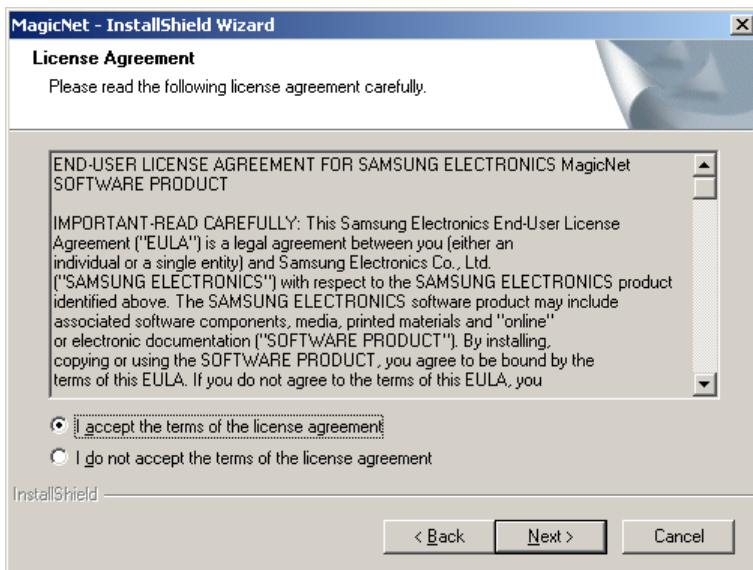 MagicNet - InstallShield Wizard
License Agreement
Please read the following license agreement carefully.
END-USER LICENSE AGREEMENT FOR SAMSUNG ELECTRONICS MagicNet
SOFTWARE PRODUCT
IMPORTANT-READ CAREFULLY: This Samsung Electronics End-User License
Agreement ("EULA") is a legal agreement between you (either an
individual or a single entity) and Samsung Electronics Co., Ltd.
("SAMSUNG ELECTRONICS") with respect to the SAMSUNG ELECTRONICS product
identified above. The SAMSUNG ELECTRONICS software product may include
associated software components, media, printed materials and "online"
or electronic documentation ("SOFTWARE PRODUCT"). By installing,
copying or using the SOFTWARE PRODUCT, you agree to be bound by the
terms of this EULA. If you do not agree to the terms of this EULA, you
I accept the terms of the license agreement
I do not accept the terms of the license agreement
InstallShield
< Back
Next >
Cancel